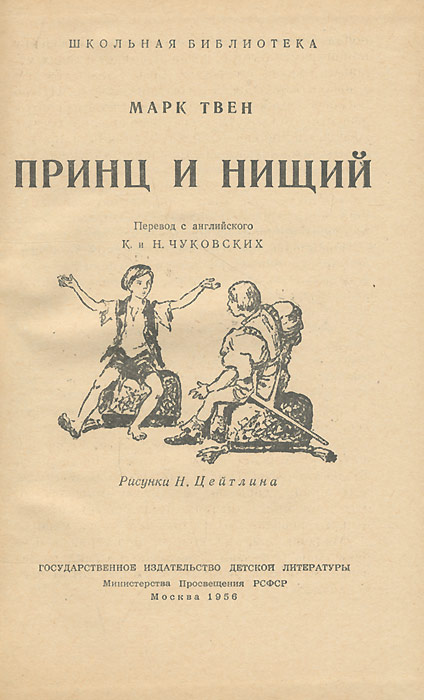 ШКОЛЬНАЯ БИБЛИОТЕКА
МАРК ТВЕН
ПРИНЦ И НИЩИЙ
Перевод с английского
К. и Н. ЧУКОВСКИХ
Рисунки Н. Цейтлина
ГОСУДАРСТВЕННОЕ ИЗДАТЕЛЬСТВО ДЕТСКОЙ ЛИТЕРАТУРЫ
Министерства Просвещения РСФСР
Москва 1956